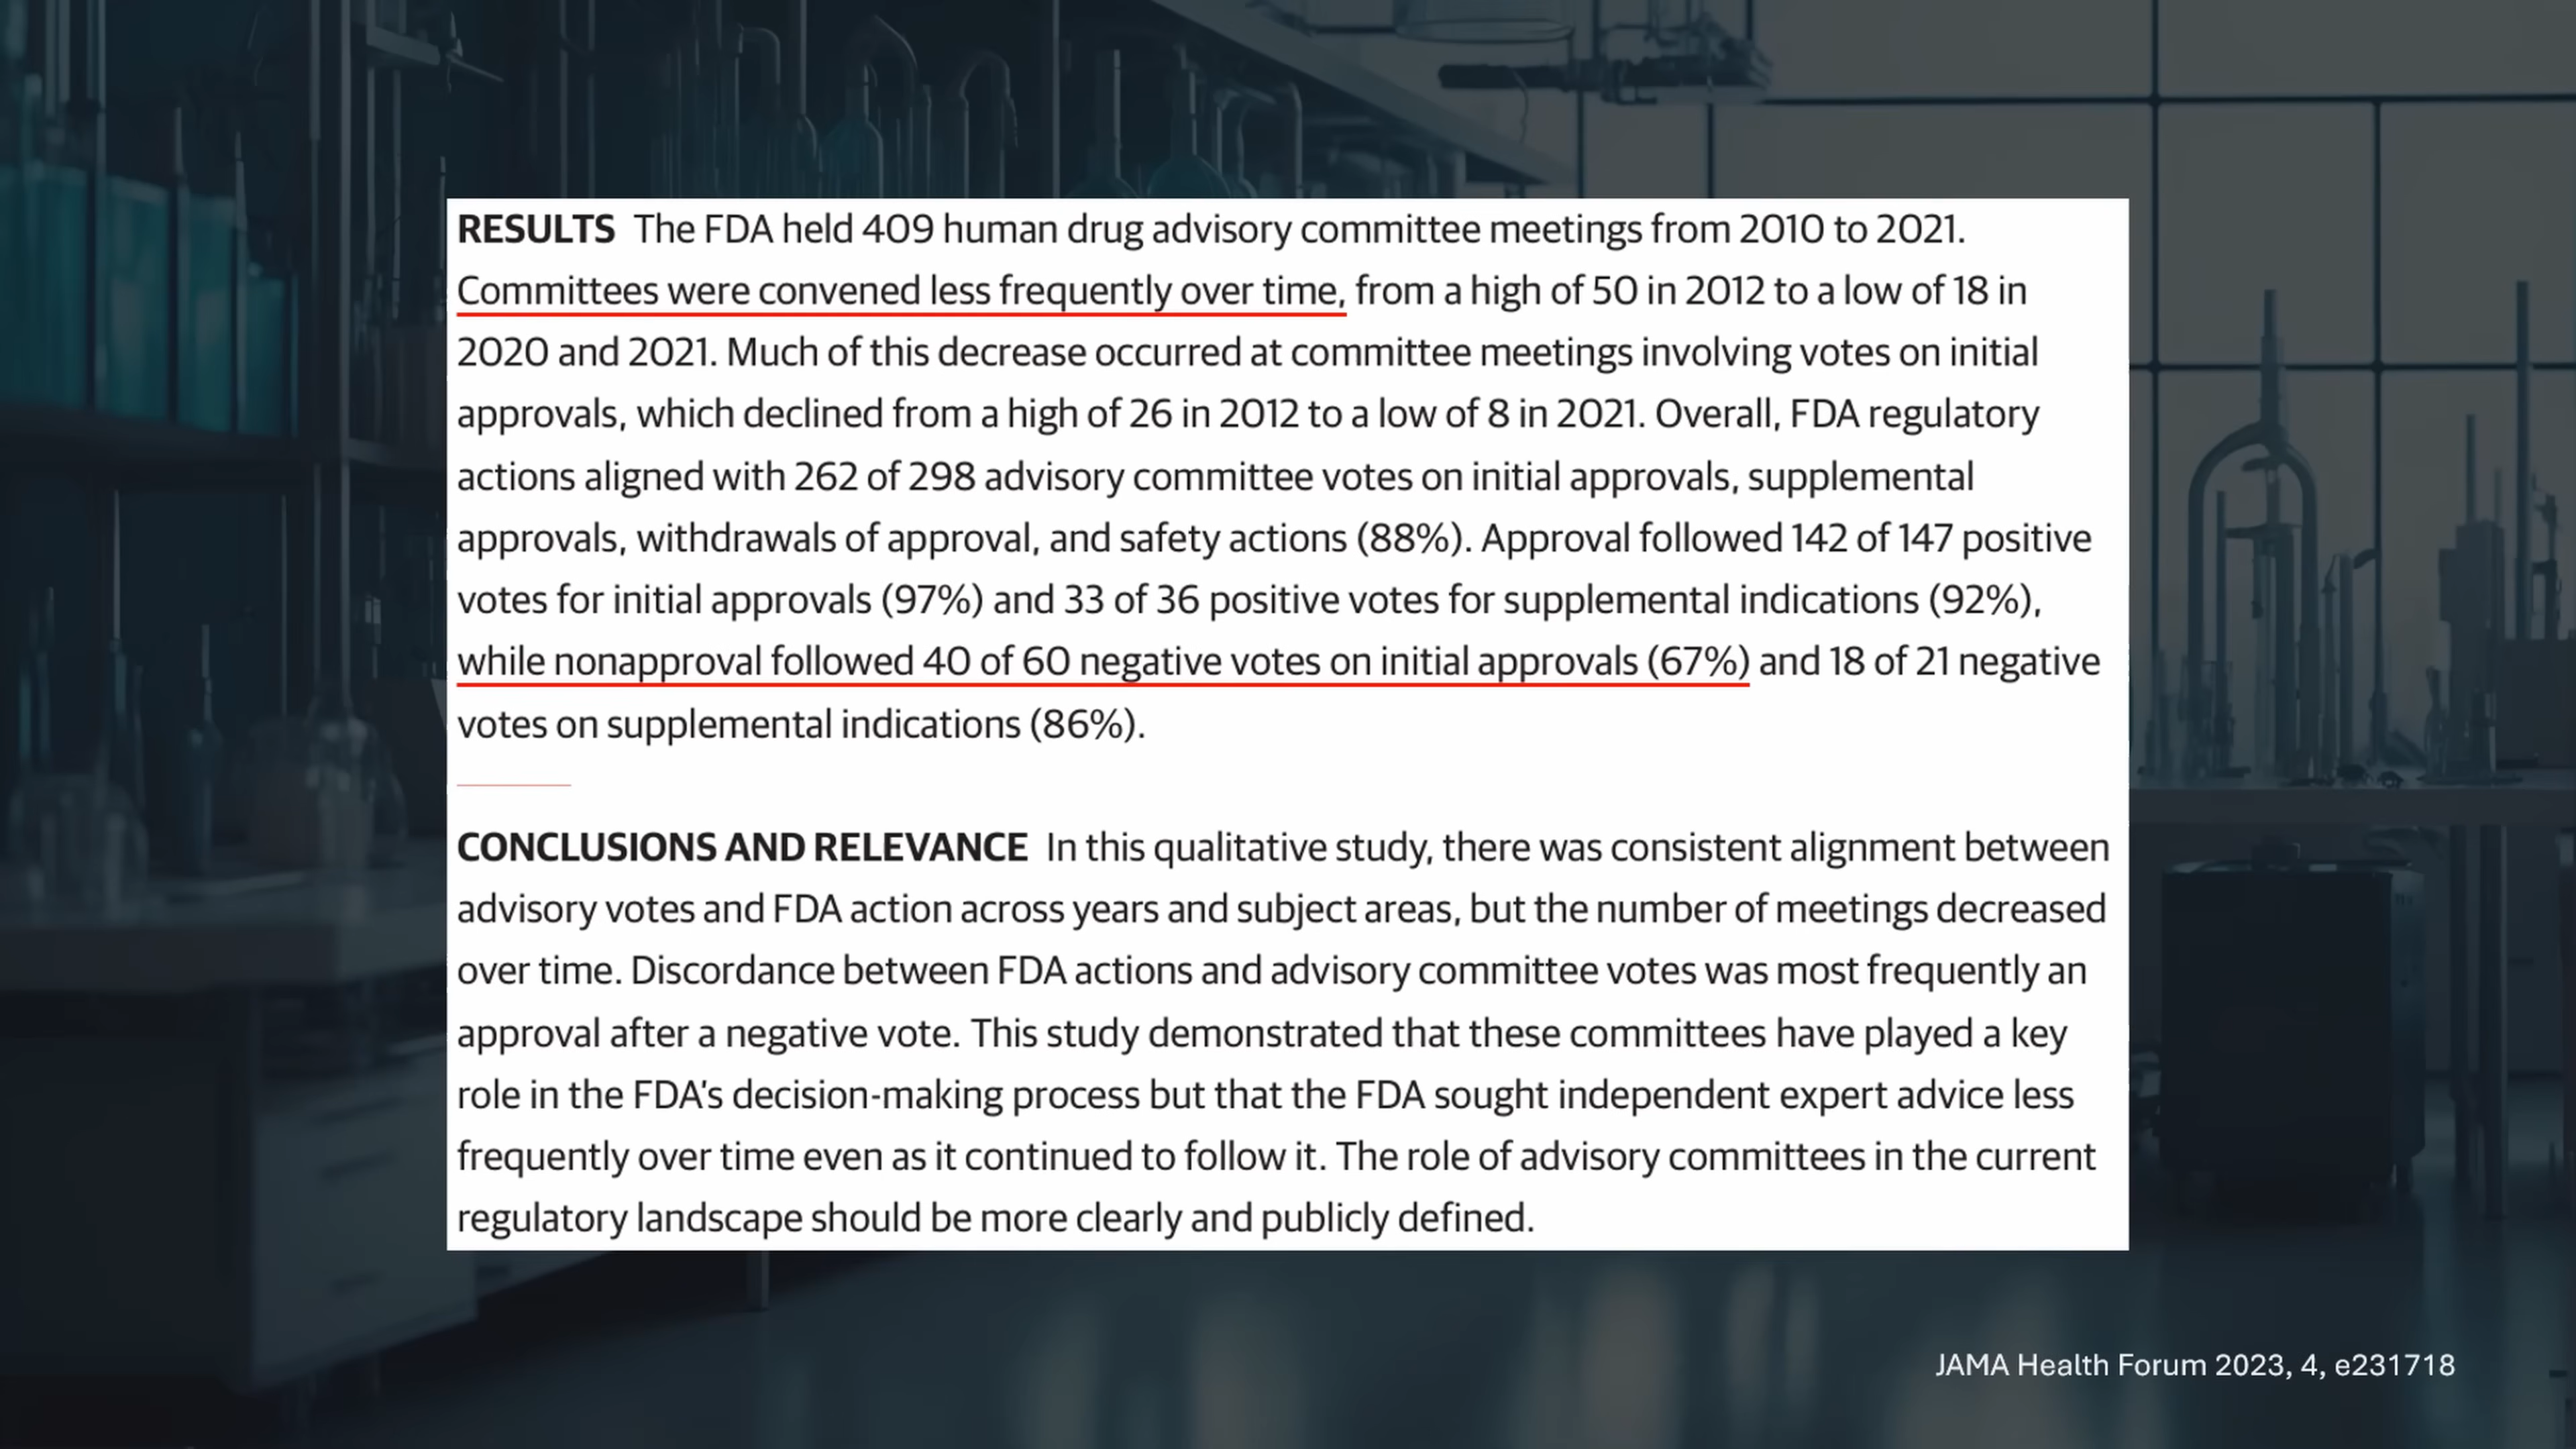 RESULTS The FDA held 409 human drug advisory committee meetings from 2010 to 2021.
Committees were convened less frequently over time, from a high of 50 in 2012 to a low of 18 in
2020 and 2021. Much of this decrease occurred at committee meetings involving votes on initial
approvals, which declined from a high of 26 in 2012 to a low of 8 in 2021. Overall, FDA regulatory
actions aligned with 262 of 298 advisory committee votes on initial approvals, supplemental
approvals, withdrawals of approval, and safety actions (88%). Approval followed 142 of 147 positive
votes for initial approvals (97%) and 33 of 36 positive votes for supplemental indications (92%),
while nonapproval followed 40 of 60 negative votes on initial approvals (67%) and 18 of 21 negative
votes on supplemental indications (86%).
CONCLUSIONS AND RELEVANCE In this qualitative study, there was consistent alignment between
advisory votes and FDA action across years and subject areas, but the number of meetings decreased
over time. Discordance between FDA actions and advisory committee votes was most frequently an
approval after a negative vote. This study demonstrated that these committees have played a key
role in the FDA's decision-making process but that the FDA sought independent expert advice less
frequently over time even as it continued to follow it. The role of advisory committees in the current
regulatory landscape should be more clearly and publicly defined.
JAMA Health Forum 2023, 4, e231718